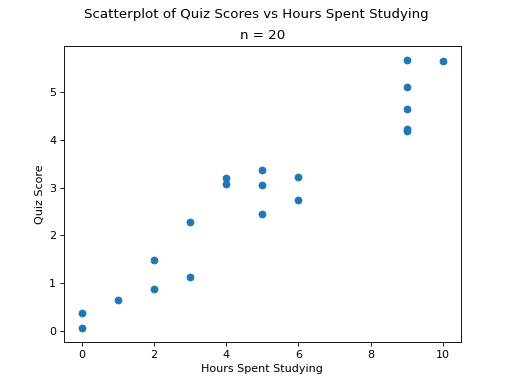 Scatterplot of Quiz Scores vs Hours Spent Studying
n = 20
5
4
3
2
1
0
Quiz Score
0 2 4 6 8 10
Hours Spent Studying